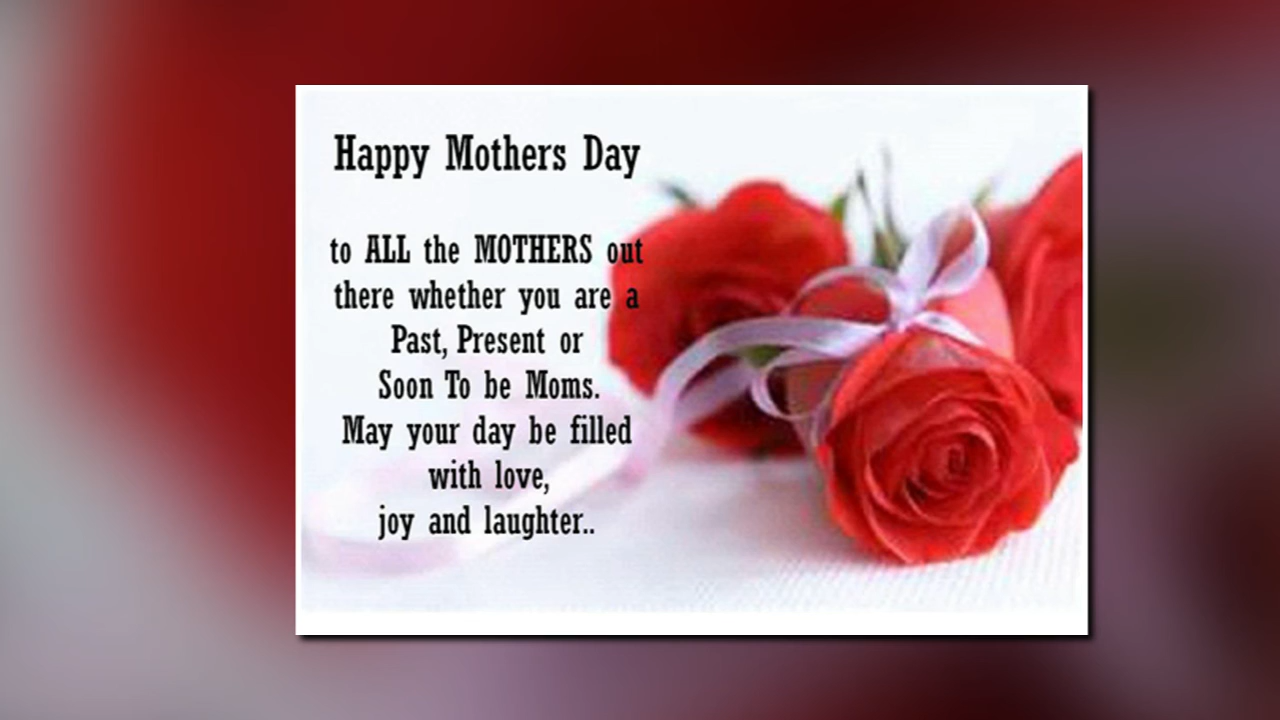 Happy Mothers Day
to ALL the MOTHERS out
there whether you are a
Past, Present or
Soon To be Moms.
May your day be filled
with love,
joy and laughter..